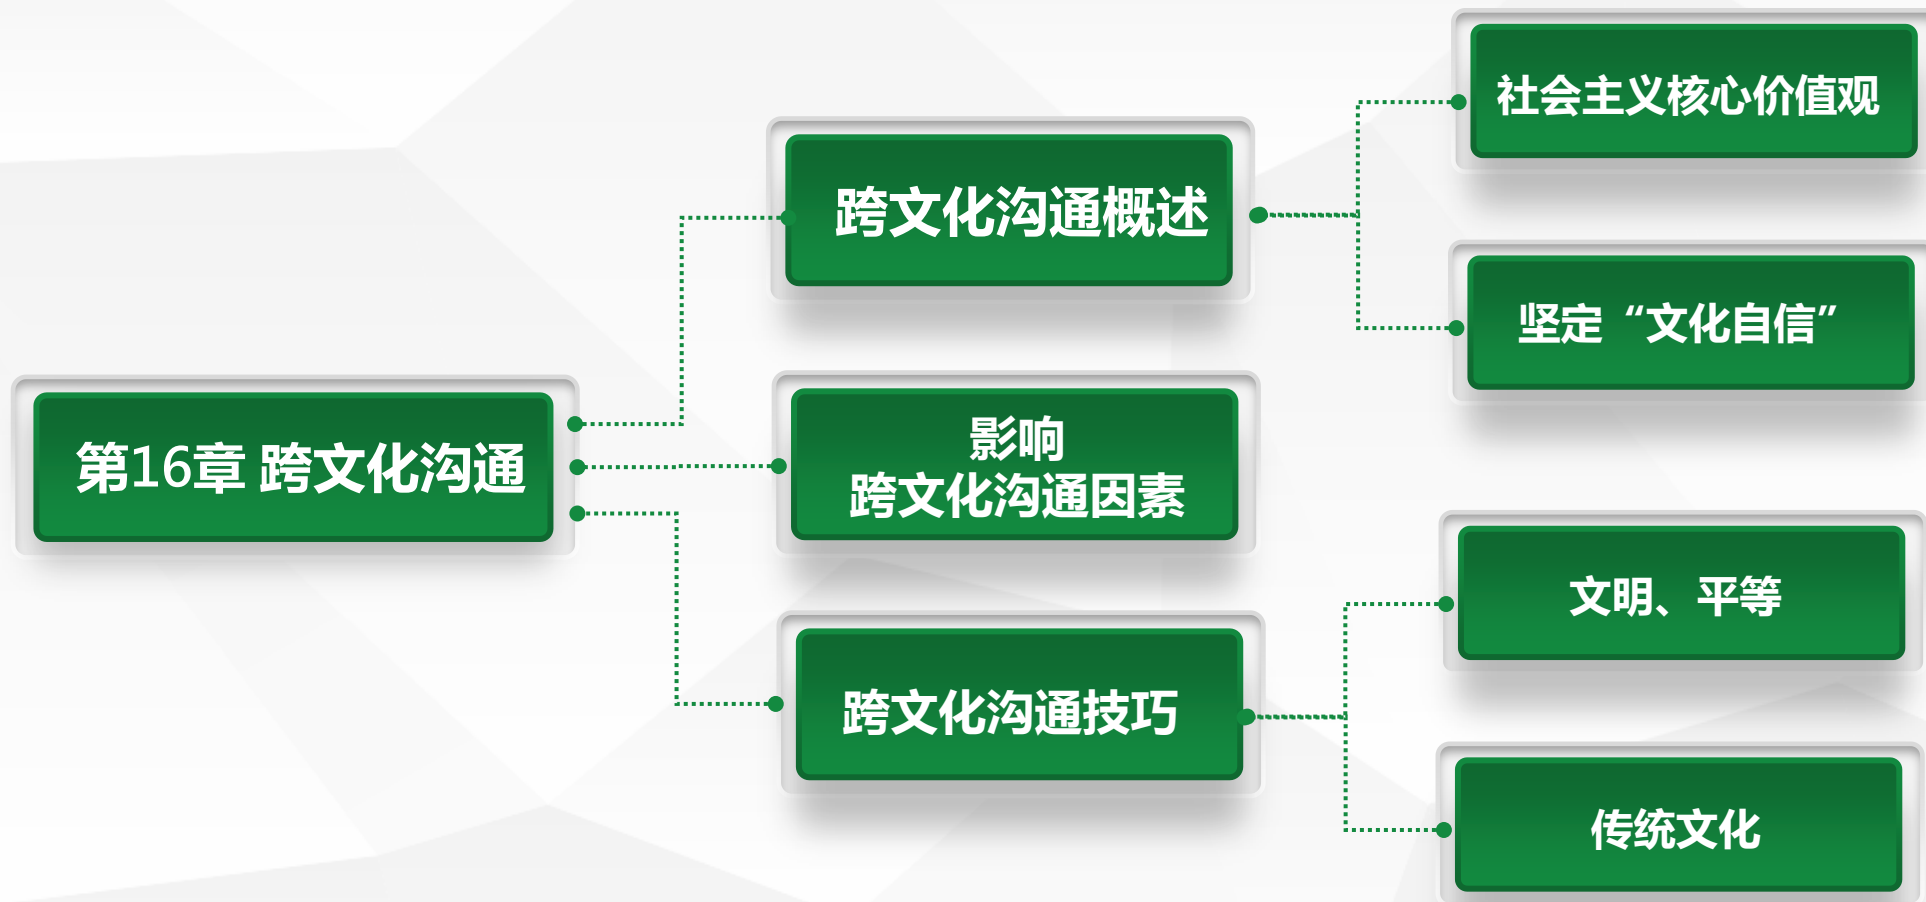 第16章 跨文化沟通
跨文化沟通概述
社会主义核心价值观
坚定“文化自信”
影响
跨文化沟通因素
跨文化沟通技巧
文明、平等
传统文化